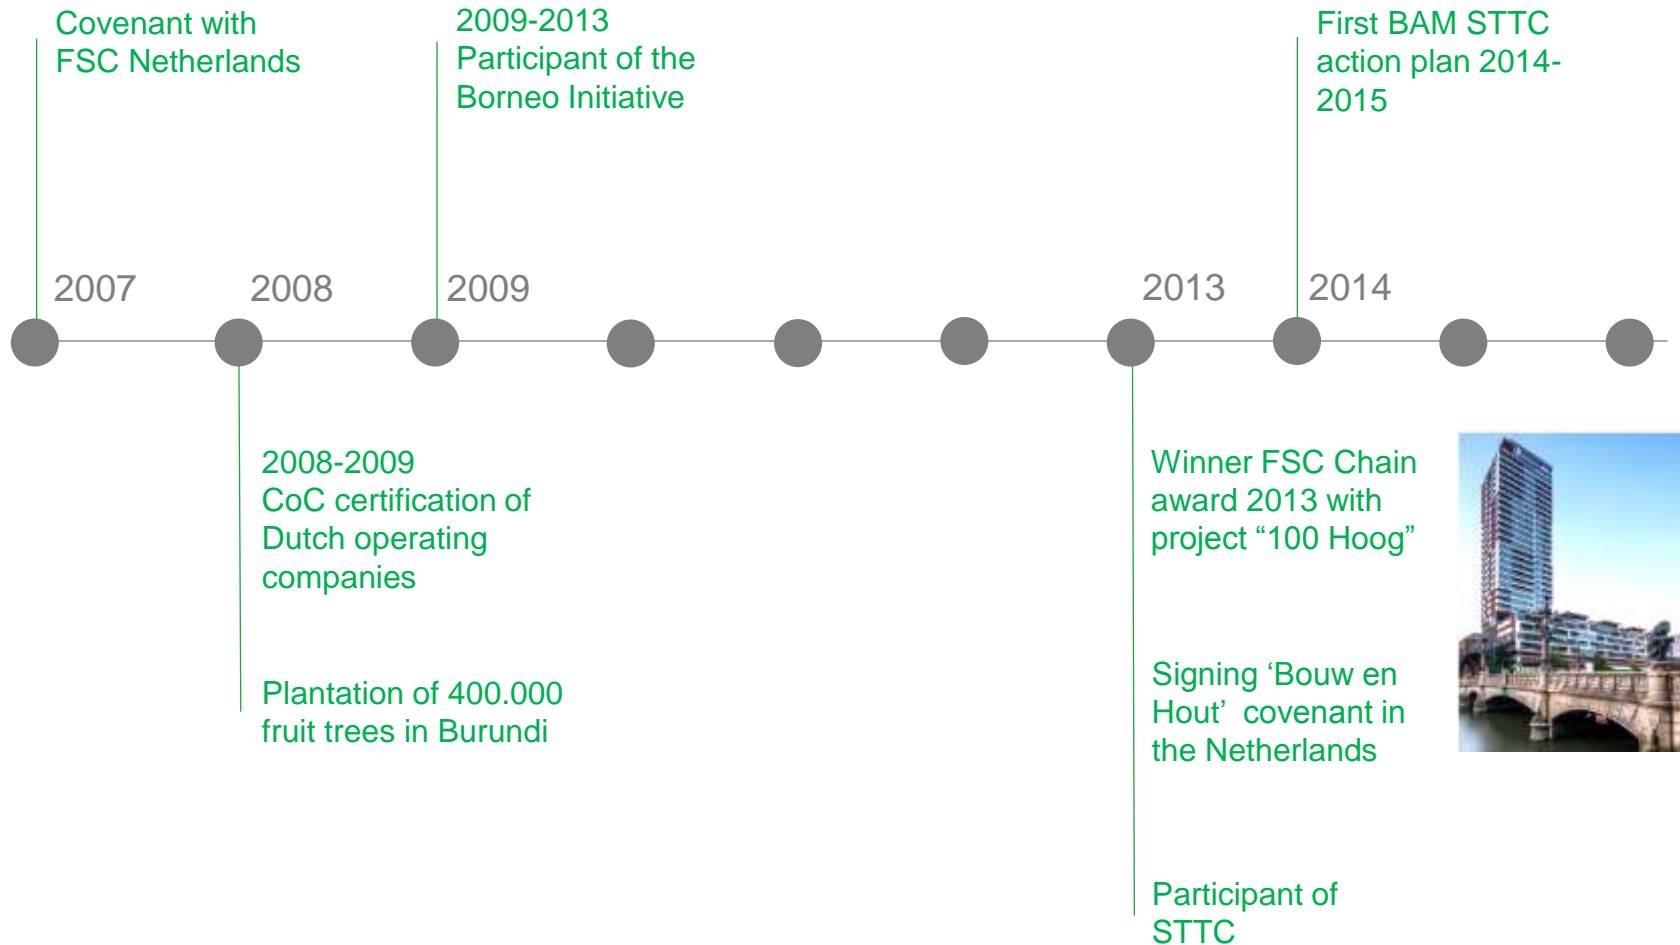 Covenant with
FSC Netherlands
2009-2013
Participant of the
Borneo Initiative
First BAM STTC
action plan 2014-
2015
2007
2008
2009
2013
2014
2008-2009
CoC certification of
Dutch operating
companies
Plantation of 400.000
fruit trees in Burundi
Winner FSC Chain
award 2013 with
project “100 Hoog”
Signing ‘Bouw en
Hout’  covenant in
the Netherlands
Participant of
STTC